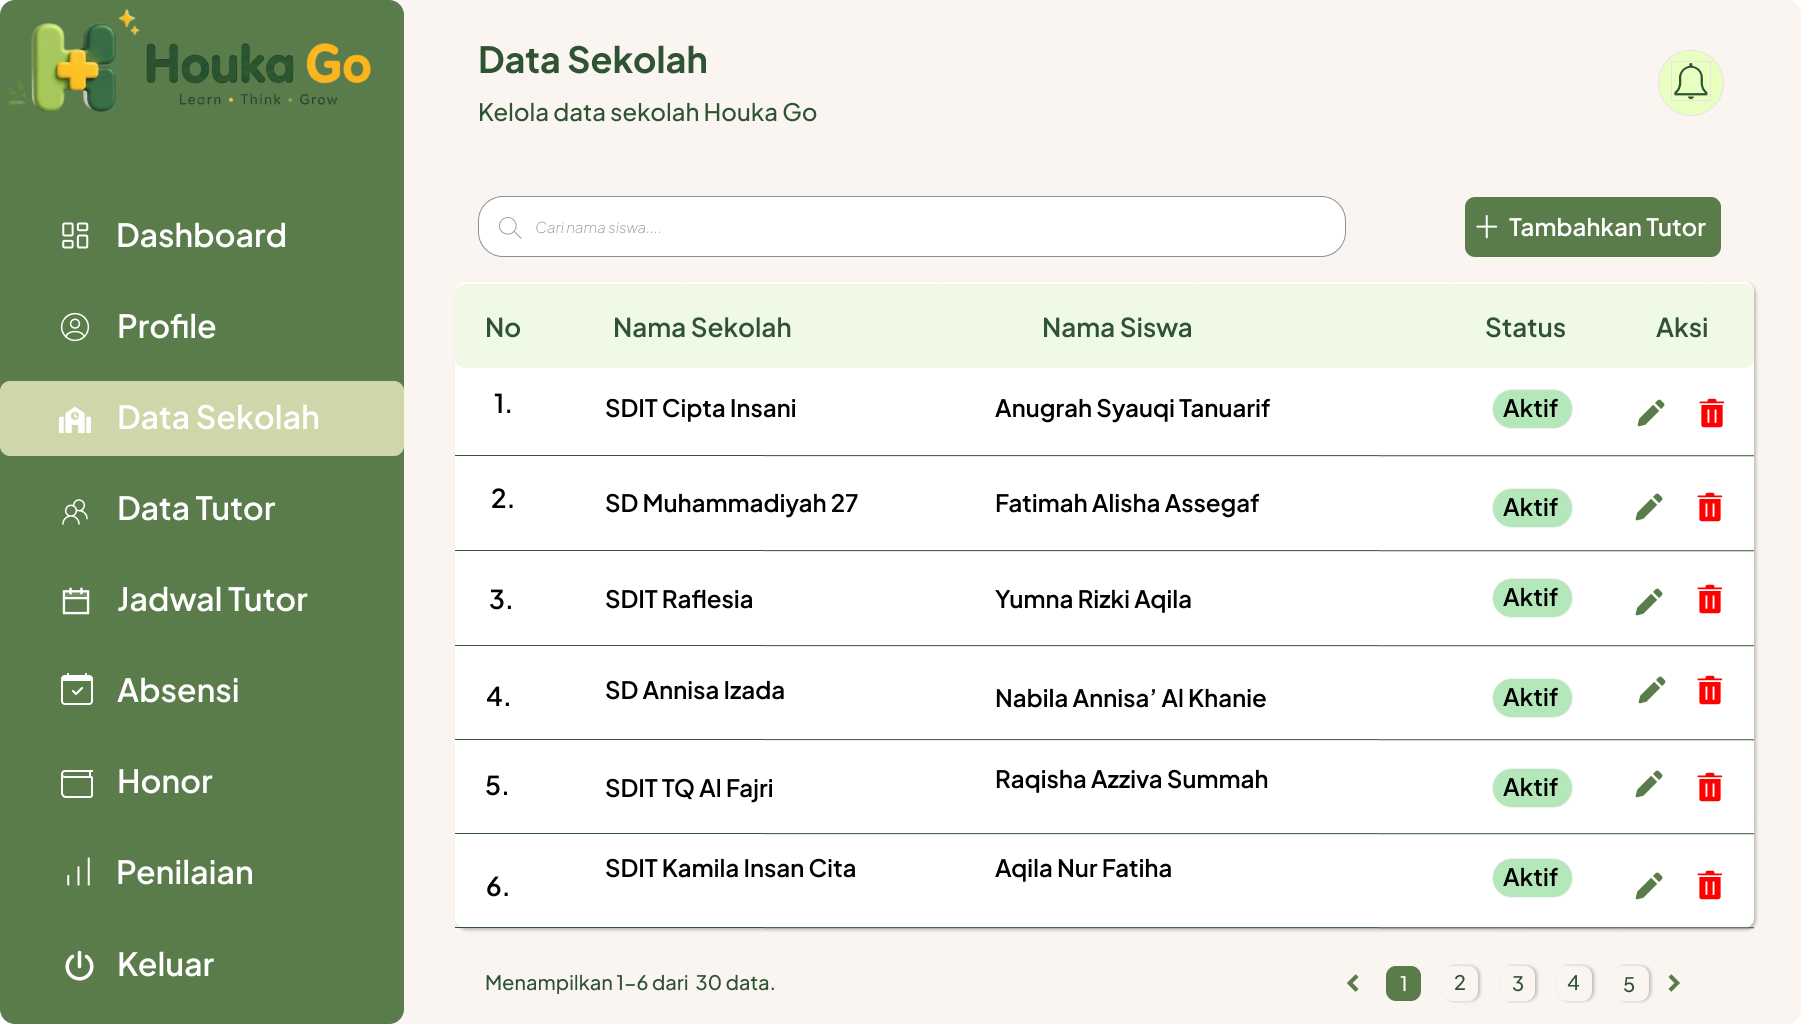 Houka Go
Learn • Think • Grow
Dashboard
Profile
Data Sekolah
Data Tutor
Jadwal Tutor
Absensi
Honor
Penilaian
Keluar
Data Sekolah
Kelola data sekolah Houka Go
Cari nama siswa....
Tambahkan Tutor
No Nama Sekolah Nama Siswa Status Aksi
1. SDIT Cipta Insani Anugrah Syauqi Tanuarif Aktif
2. SD Muhammadiyah 27 Fatimah Alisha Assegaf Aktif
3. SDIT Raflesia Yumna Rizki Aqila Aktif
4. SD Annisa Izada Nabila Annisa’ Al Khanie Aktif
5. SDIT TQ Al Fajri Raqisha Azziva Summah Aktif
6. SDIT Kamila Insan Cita Aqila Nur Fatiha Aktif
Menampilkan 1-6 dari 30 data.
1 2 3 4 5